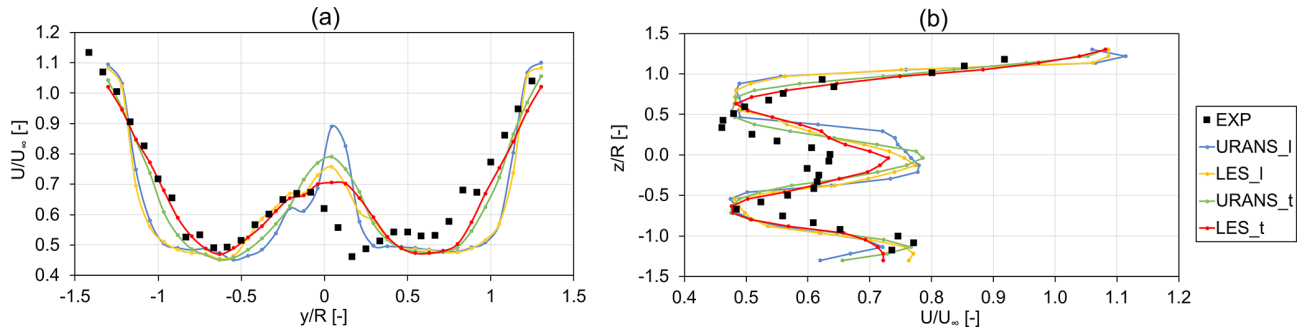 (a)
1.2
1.1
1.0
0.9
0.8
0.7
0.6
0.5
0.4
U/U∞ [-]
-1.5 -1 -0.5 0 0.5 1 1.5
y/R [-]
(b)
1.5
1.0
0.5
0.0
-0.5
-1.0
-1.5
z/R [-]
0.4 0.5 0.6 0.7 0.8 0.9 1.0 1.1 1.2
U/U∞ [-]
EXP
URANS_l
LES_l
URANS_t
LES_t